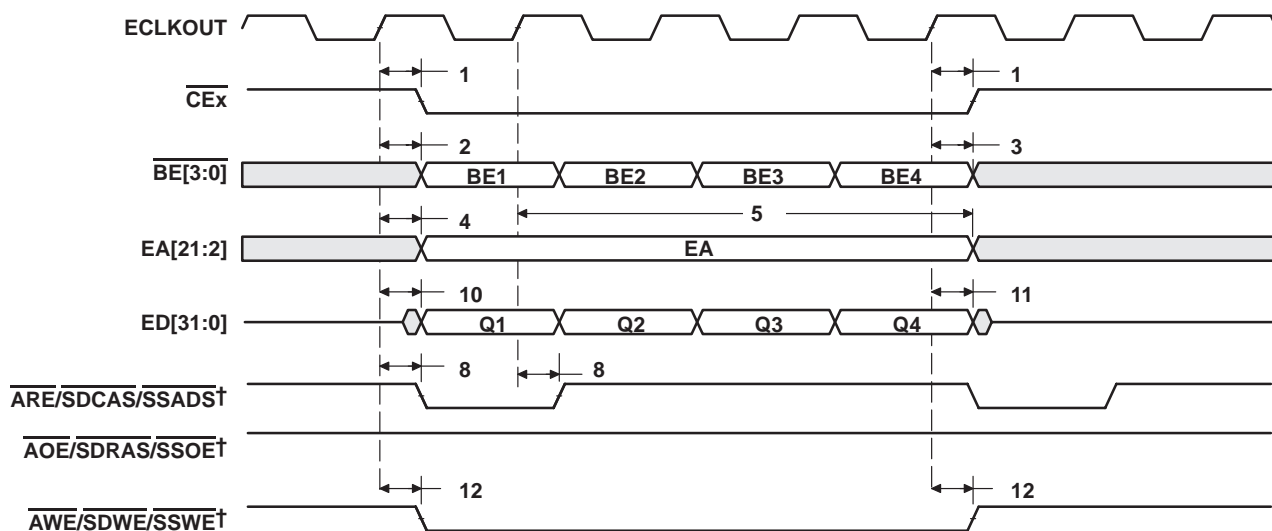 ECLKOUT
1 1
CEx
2 3
BE[3:0] BE1 BE2 BE3 BE4
4 5
EA[21:2] EA
10 11
ED[31:0] Q1 Q2 Q3 Q4
8 8
ARE/SDCAS/SSADS†
AOE/SDRAS/SSOE†
12 12
AWE/SDWE/SSWE†